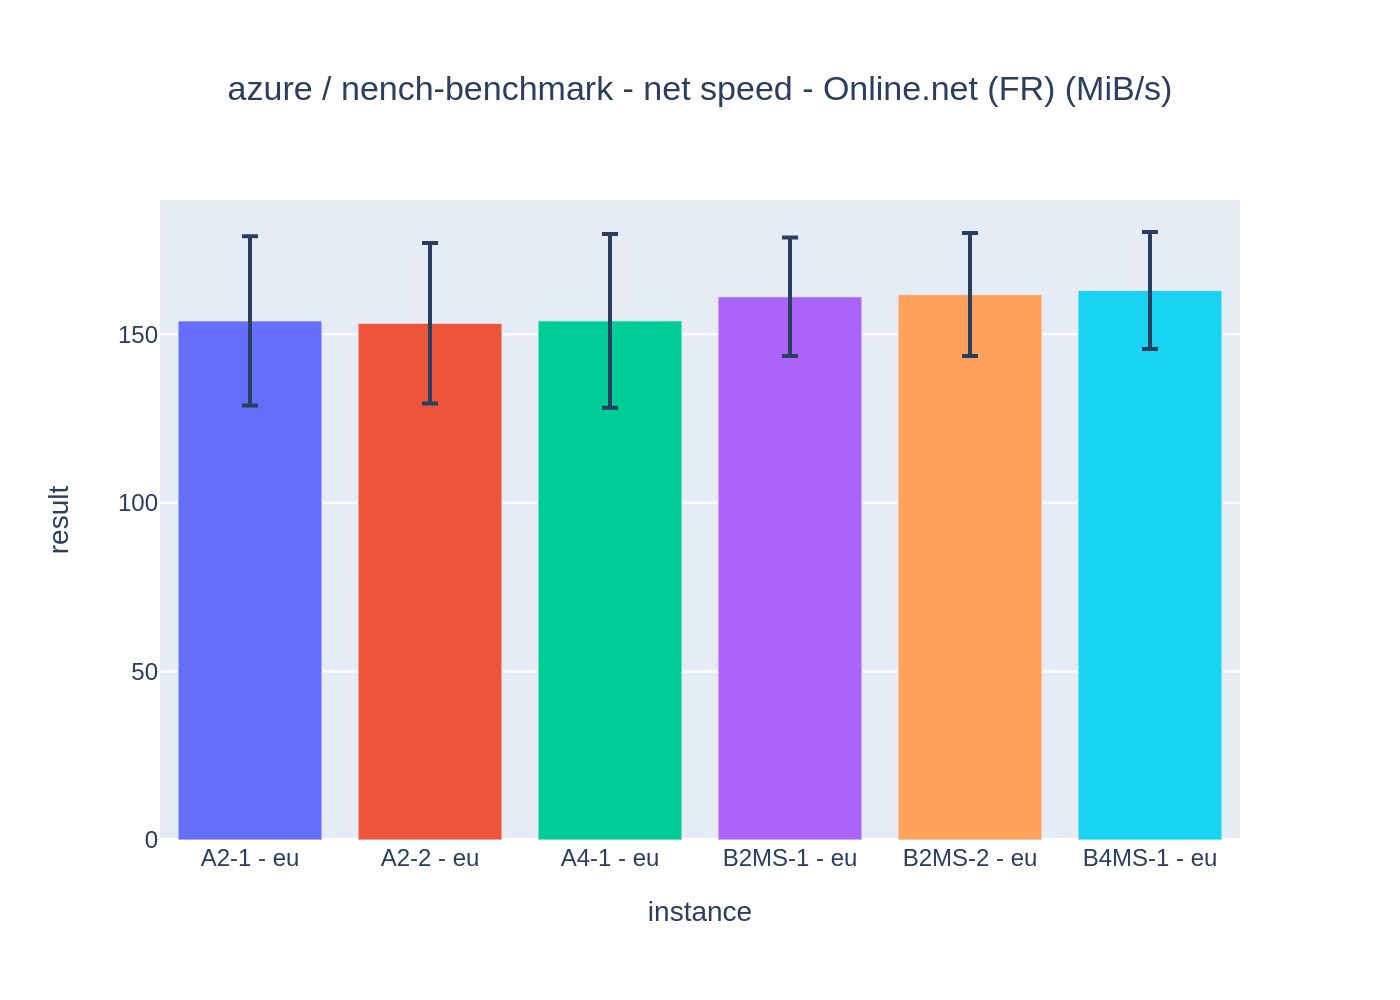 azure / nench-benchmark - net speed - Online.net (FR) (MiB/s)
result
150
100
50
0
A2-1 - eu
A2-2 - eu
A4-1 - eu
B2MS-1 - eu
B2MS-2 - eu
B4MS-1 - eu
instance